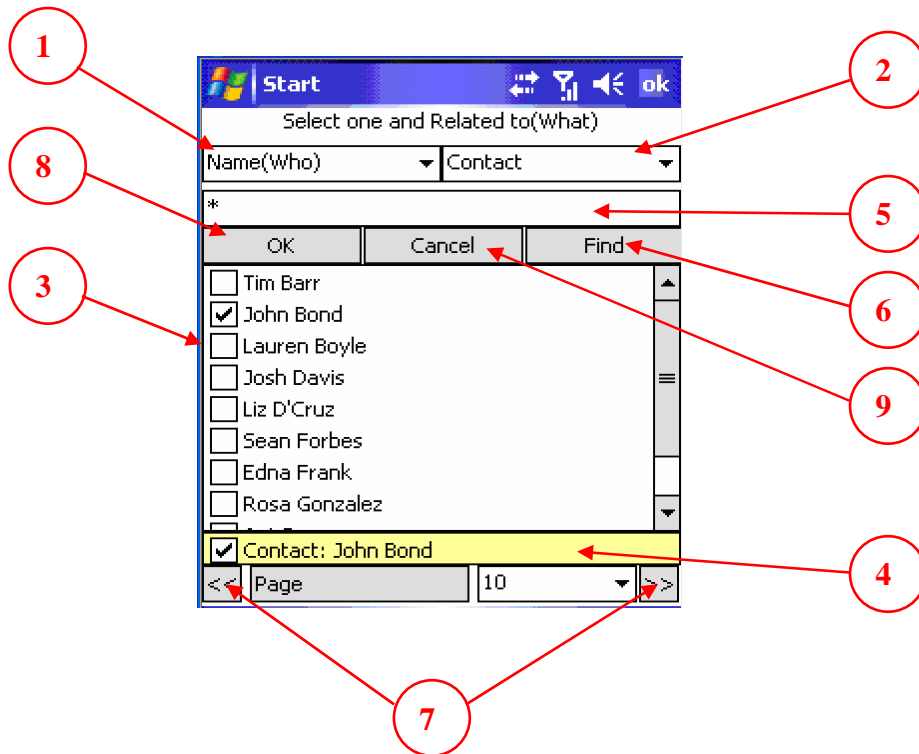 1
Start
ok
2
Select one and Related to(What)
Name(Who)
Contact
8
*
5
OK
Cancel
Find
3
Tim Barr
John Bond
6
Lauren Boyle
Josh Davis
Liz D'Cruz
9
Sean Forbes
Edna Frank
Rosa Gonzalez
Contact: John Bond
4
<<
Page
10
>>
7